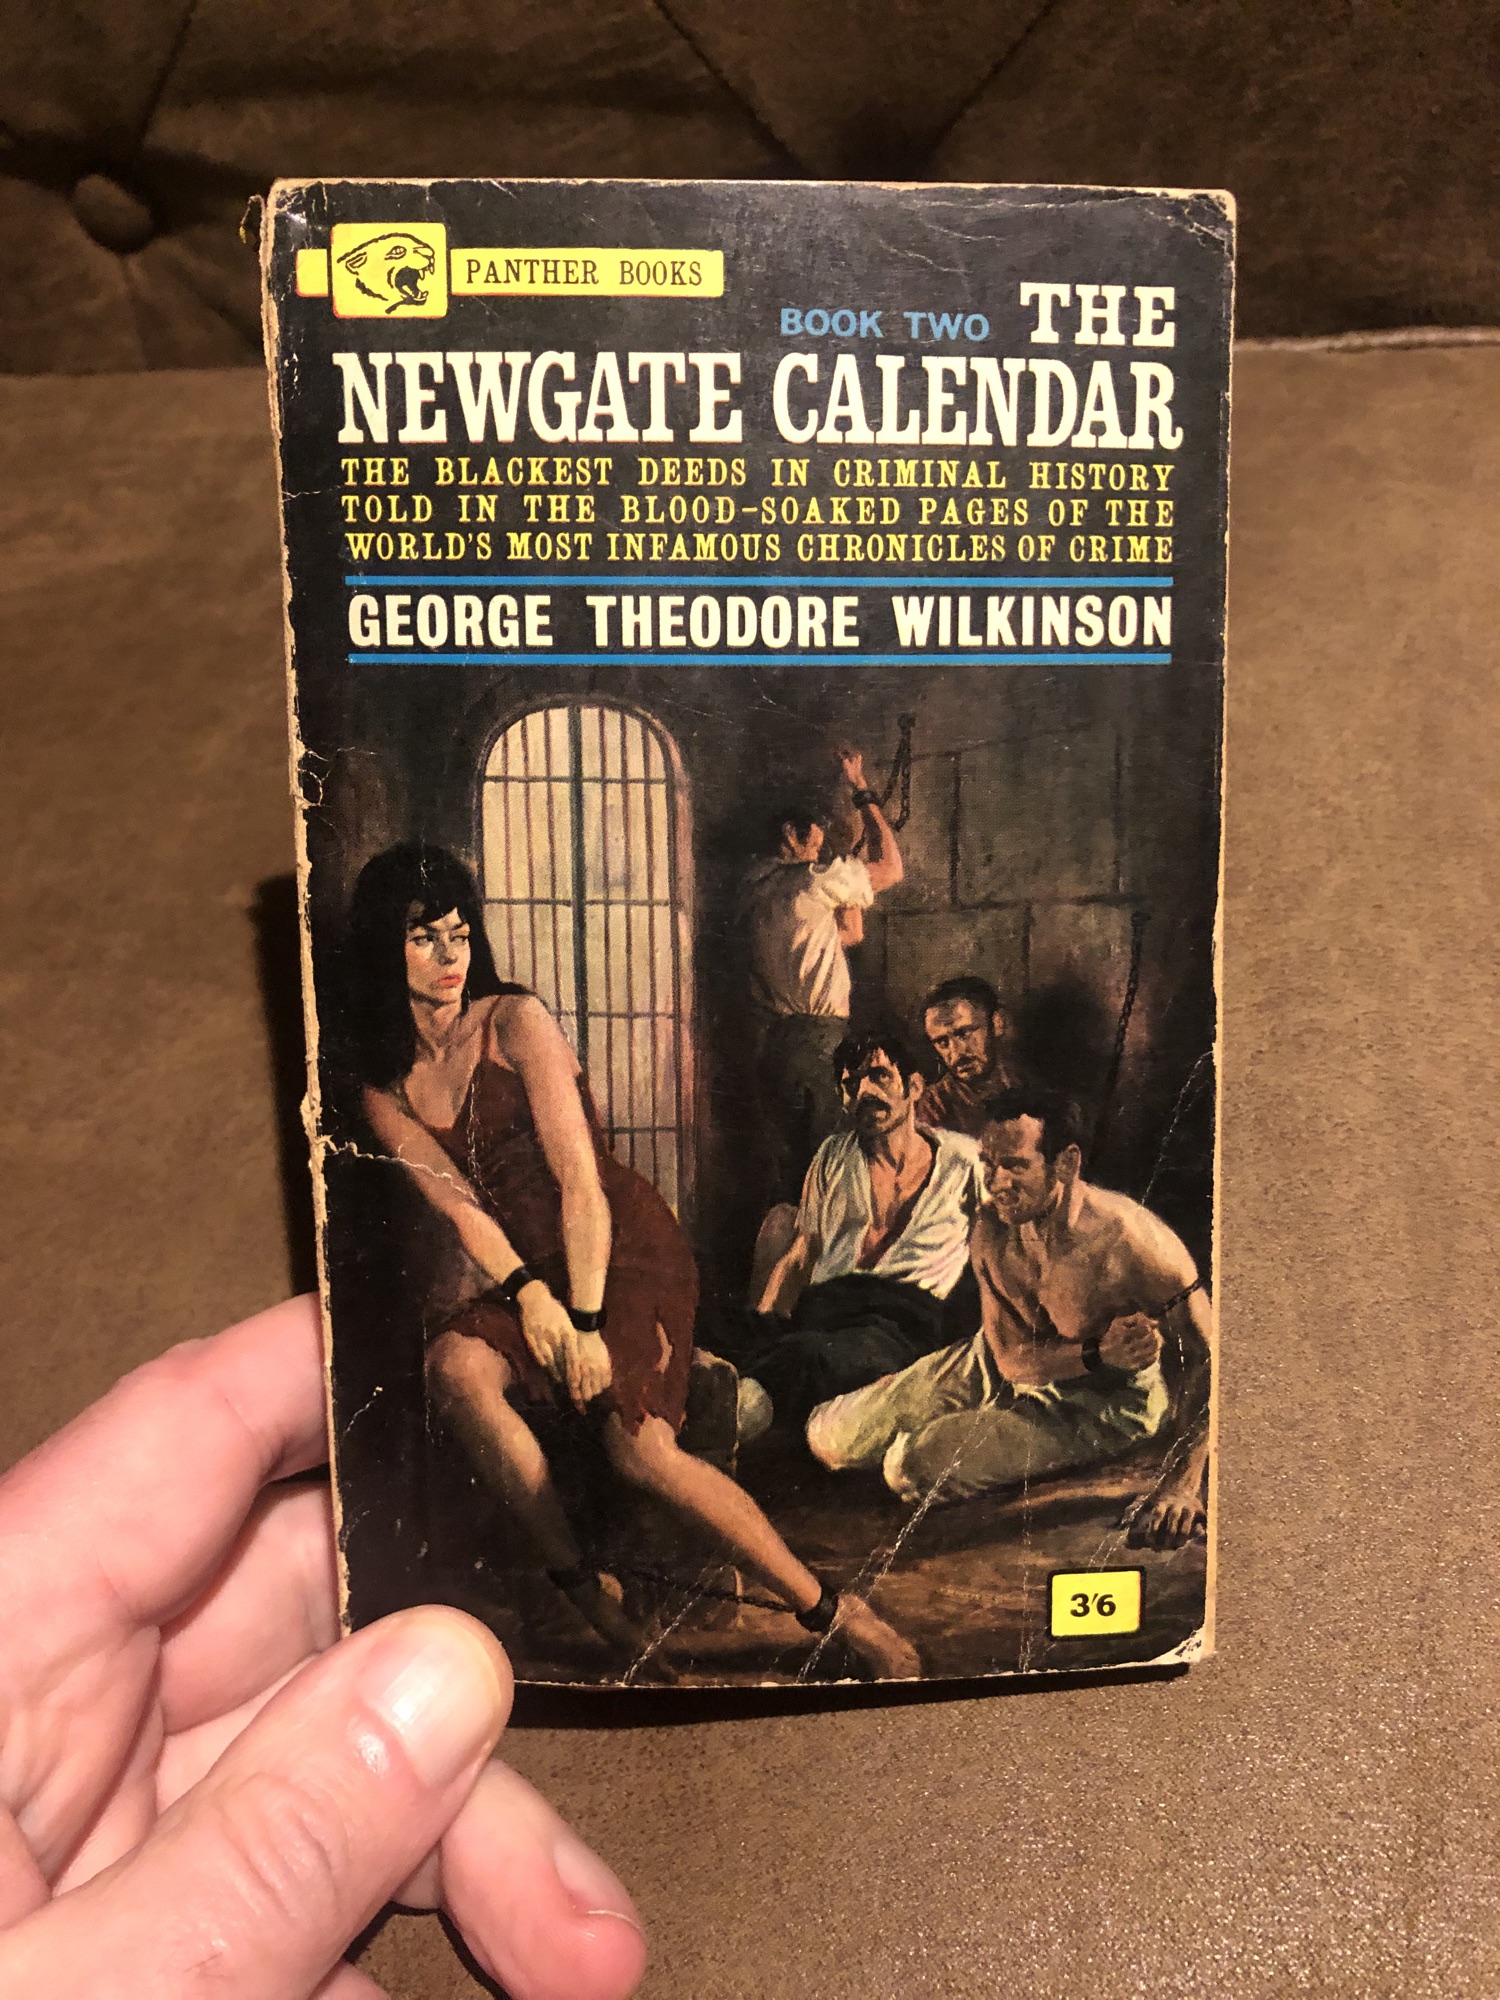 PANTHER BOOKS
BOOK TWO THE
NEWGATE CALENDAR
THE BLACKEST DEEDS IN CRIMINAL HISTORY
TOLD IN THE BLOOD-SOAKED PAGES OF THE
WORLD'S MOST INFAMOUS CHRONICLES OF CRIME
GEORGE THEODORE WILKINSON
3/6